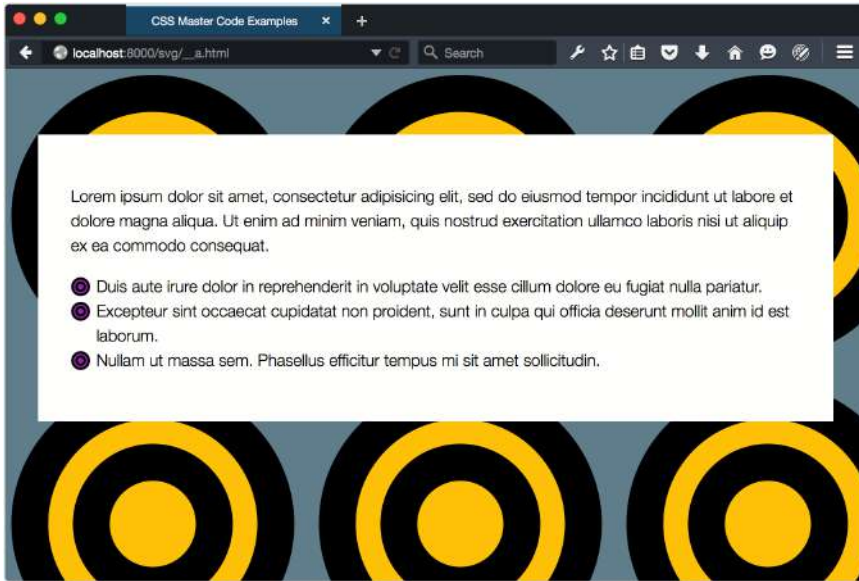 CSS Master Code Examples
localhost:8000/svg/__a.html
Search
Lorem ipsum dolor sit amet, consectetur adipisicing elit, sed do eiusmod tempor incididunt ut labore et
dolore magna aliqua. Ut enim ad minim veniam, quis nostrud exercitation ullamco laboris nisi ut aliquip
ex ea commodo consequat.
Duis aute irure dolor in reprehenderit in voluptate velit esse cillum dolore eu fugiat nulla pariatur.
Excepteur sint occaecat cupidatat non proident, sunt in culpa qui officia deserunt mollit anim id est
laborum.
Nullam ut massa sem. Phasellus efficitur tempus mi sit amet sollicitudin.